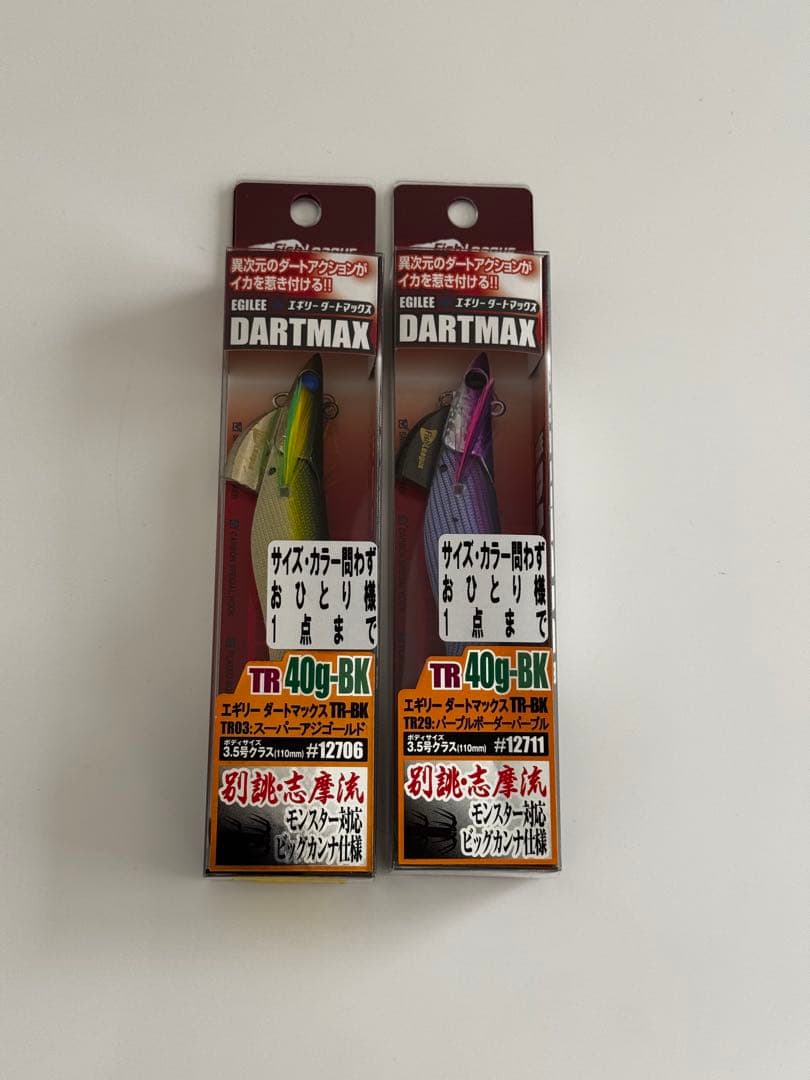 Fish League
異次元のダートアクションが
イカを惹き付ける!!
EGILEE エギリーダートマックス
DARTMAX
Fish League
サイズ・カラー問わず
おひとり様
1点まで
TR 40g-BK
エギリー ダートマックス TR-BK
TR03:スーパーアジゴールド
ボディサイズ
3.5号クラス(110mm) #12706
別誂・志摩流
モンスター対応
ビッグカンナ仕様
Fish League
異次元のダートアクションが
イカを惹き付ける!!
EGILEE エギリーダートマックス
DARTMAX
Fish League
サイズ・カラー問わず
おひとり様
1点まで
TR 40g-BK
エギリー ダートマックス TR-BK
TR29:パープルボーダーパープル
ボディサイズ
3.5号クラス(110mm) #12711
別誂・志摩流
モンスター対応
ビッグカンナ仕様